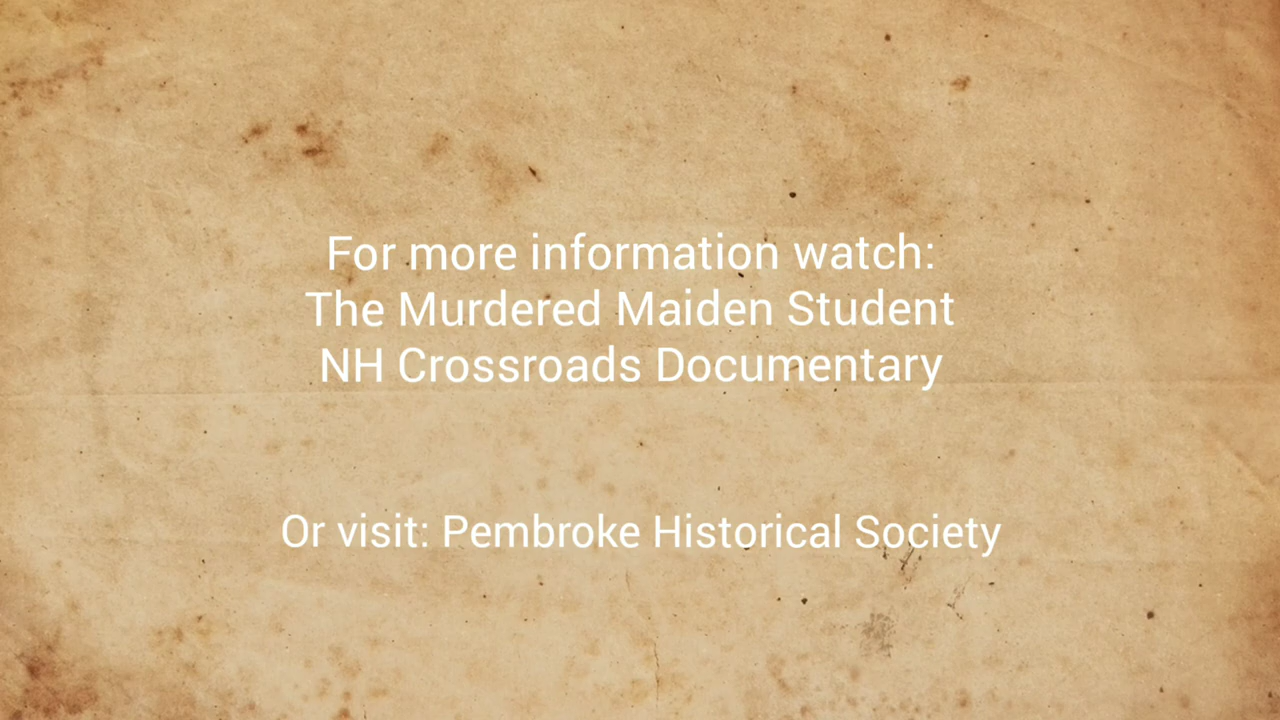 For more information watch:
The Murdered Maiden Student
NH Crossroads Documentary
Or visit: Pembroke Historical Society